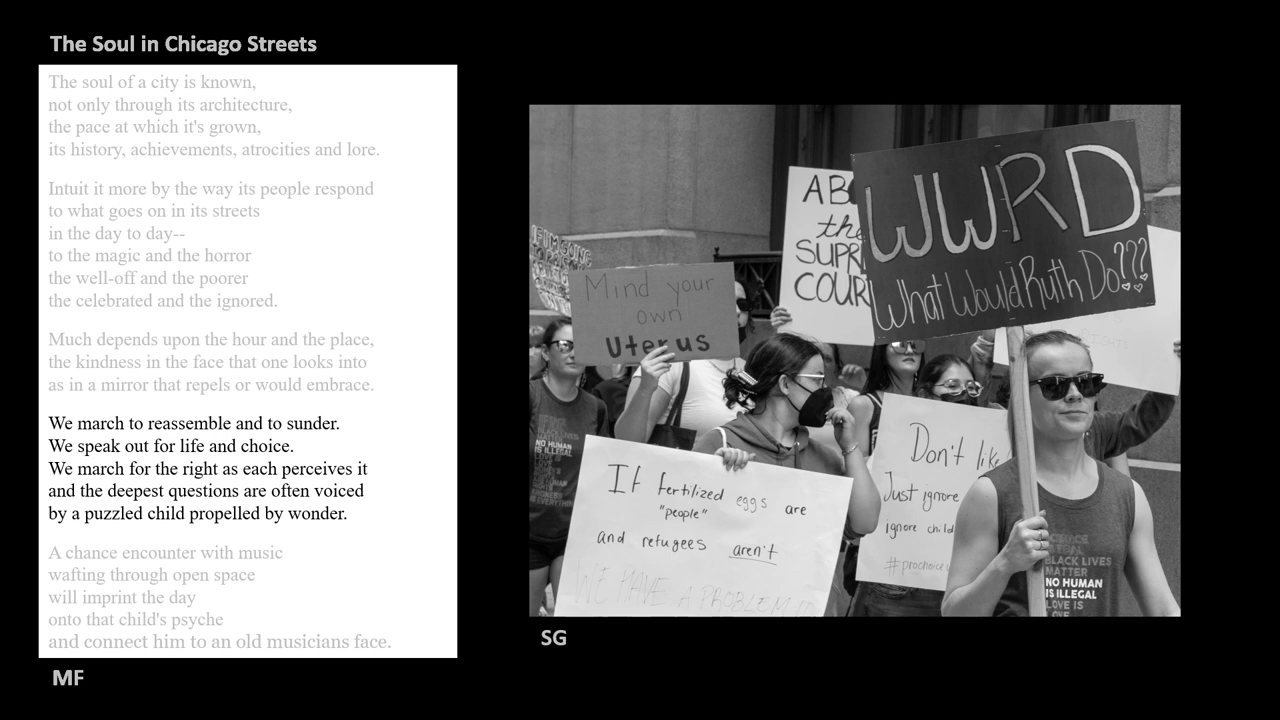 The Soul in Chicago Streets
The soul of a city is known,
not only through its architecture,
the pace at which it's grown,
its history, achievements, atrocities and lore.
Intuit it more by the way its people respond
to what goes on in its streets
in the day to day--
to the magic and the horror
the well-off and the poorer
the celebrated and the ignored.
Much depends upon the hour and the place,
the kindness in the face that one looks into
as in a mirror that repels or would embrace.
We march to reassemble and to sunder.
We speak out for life and choice.
We march for the right as each perceives it
and the deepest questions are often voiced
by a puzzled child propelled by wonder.
A chance encounter with music
wafting through open space
will imprint the day
onto that child's psyche
and connect him to an old musicians face.
MF
IF I'M GOING
Mind your
own
Uterus
AB
the
SUPR
COUR
WWRD
What Would Ruth Do???
If fertilized eggs are
"people"
and refugees aren't
WE HAVE A PROBLEM
Don't like
Just ignore
ignore child
#prochoice
NO HUMAN
IS ILLEGAL
BLACK LIVES
MATTER
NO HUMAN
IS ILLEGAL
LOVE IS
LOVE
SG